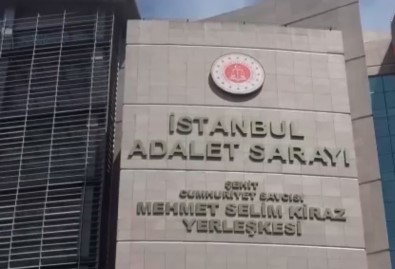 İSTANBUL
ADALET SARAYI
ŞEHİT
CUMHURİYET SAVCISI
MEHMET SELİM KİRAZ
YERLEŞKESİ